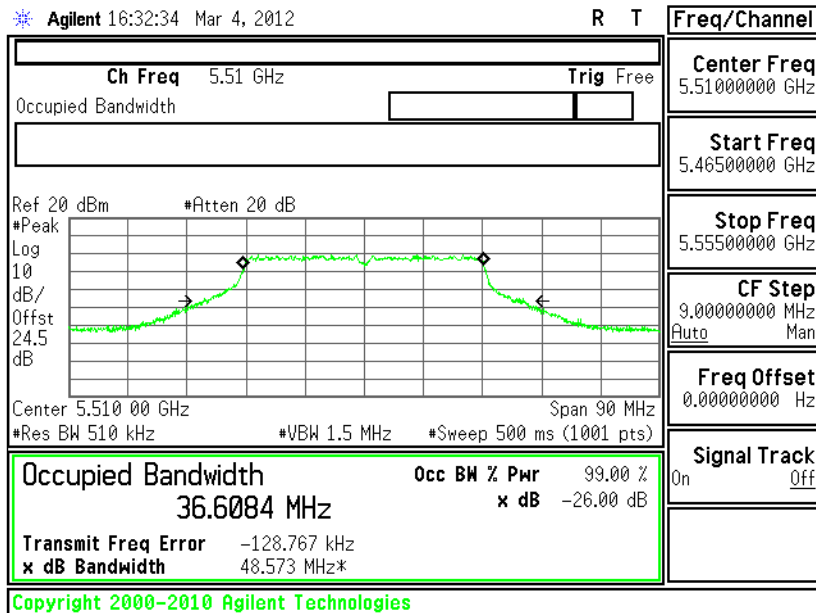 Agilent 16:32:34 Mar 4, 2012 R T
Freq/Channel
Ch Freq 5.51 GHz Trig Free
Occupied Bandwidth
Center Freq
5.51000000 GHz
Start Freq
5.46500000 GHz
Stop Freq
5.55500000 GHz
CF Step
9.00000000 MHz
Auto Man
Freq Offset
0.00000000 Hz
Signal Track
On Off
Ref 20 dBm #Atten 20 dB
#Peak
Log
10
dB/
Offst
24.5
dB
Center 5.510 00 GHz Span 90 MHz
#Res BW 510 kHz #VBW 1.5 MHz #Sweep 500 ms (1001 pts)
Occupied Bandwidth
36.6084 MHz
Occ BW % Pwr 99.00 %
x dB -26.00 dB
Transmit Freq Error -128.767 kHz
x dB Bandwidth 48.573 MHz*
Copyright 2000-2010 Agilent Technologies